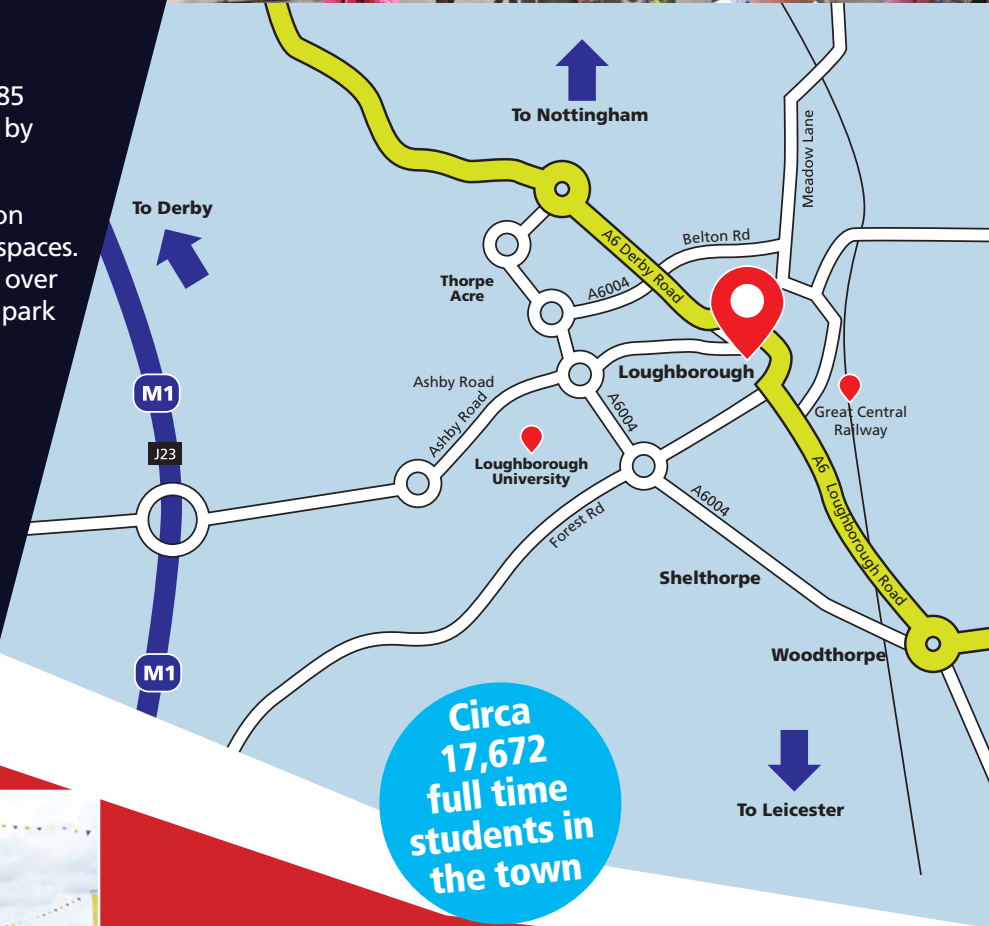 85
by
on
spaces.
over
park
To Nottingham
To Derby
Meadow Lane
Belton Rd
A6 Derby Road
Thorpe
Acre
A6004
Loughborough
Ashby Road
Ashby Road
A6004
Great Central
Railway
M1
J23
Loughborough
University
A6
Loughborough Road
A6004
Forest Rd
Shelthorpe
Woodthorpe
M1
Circa
17,672
full time
students in
the town
To Leicester